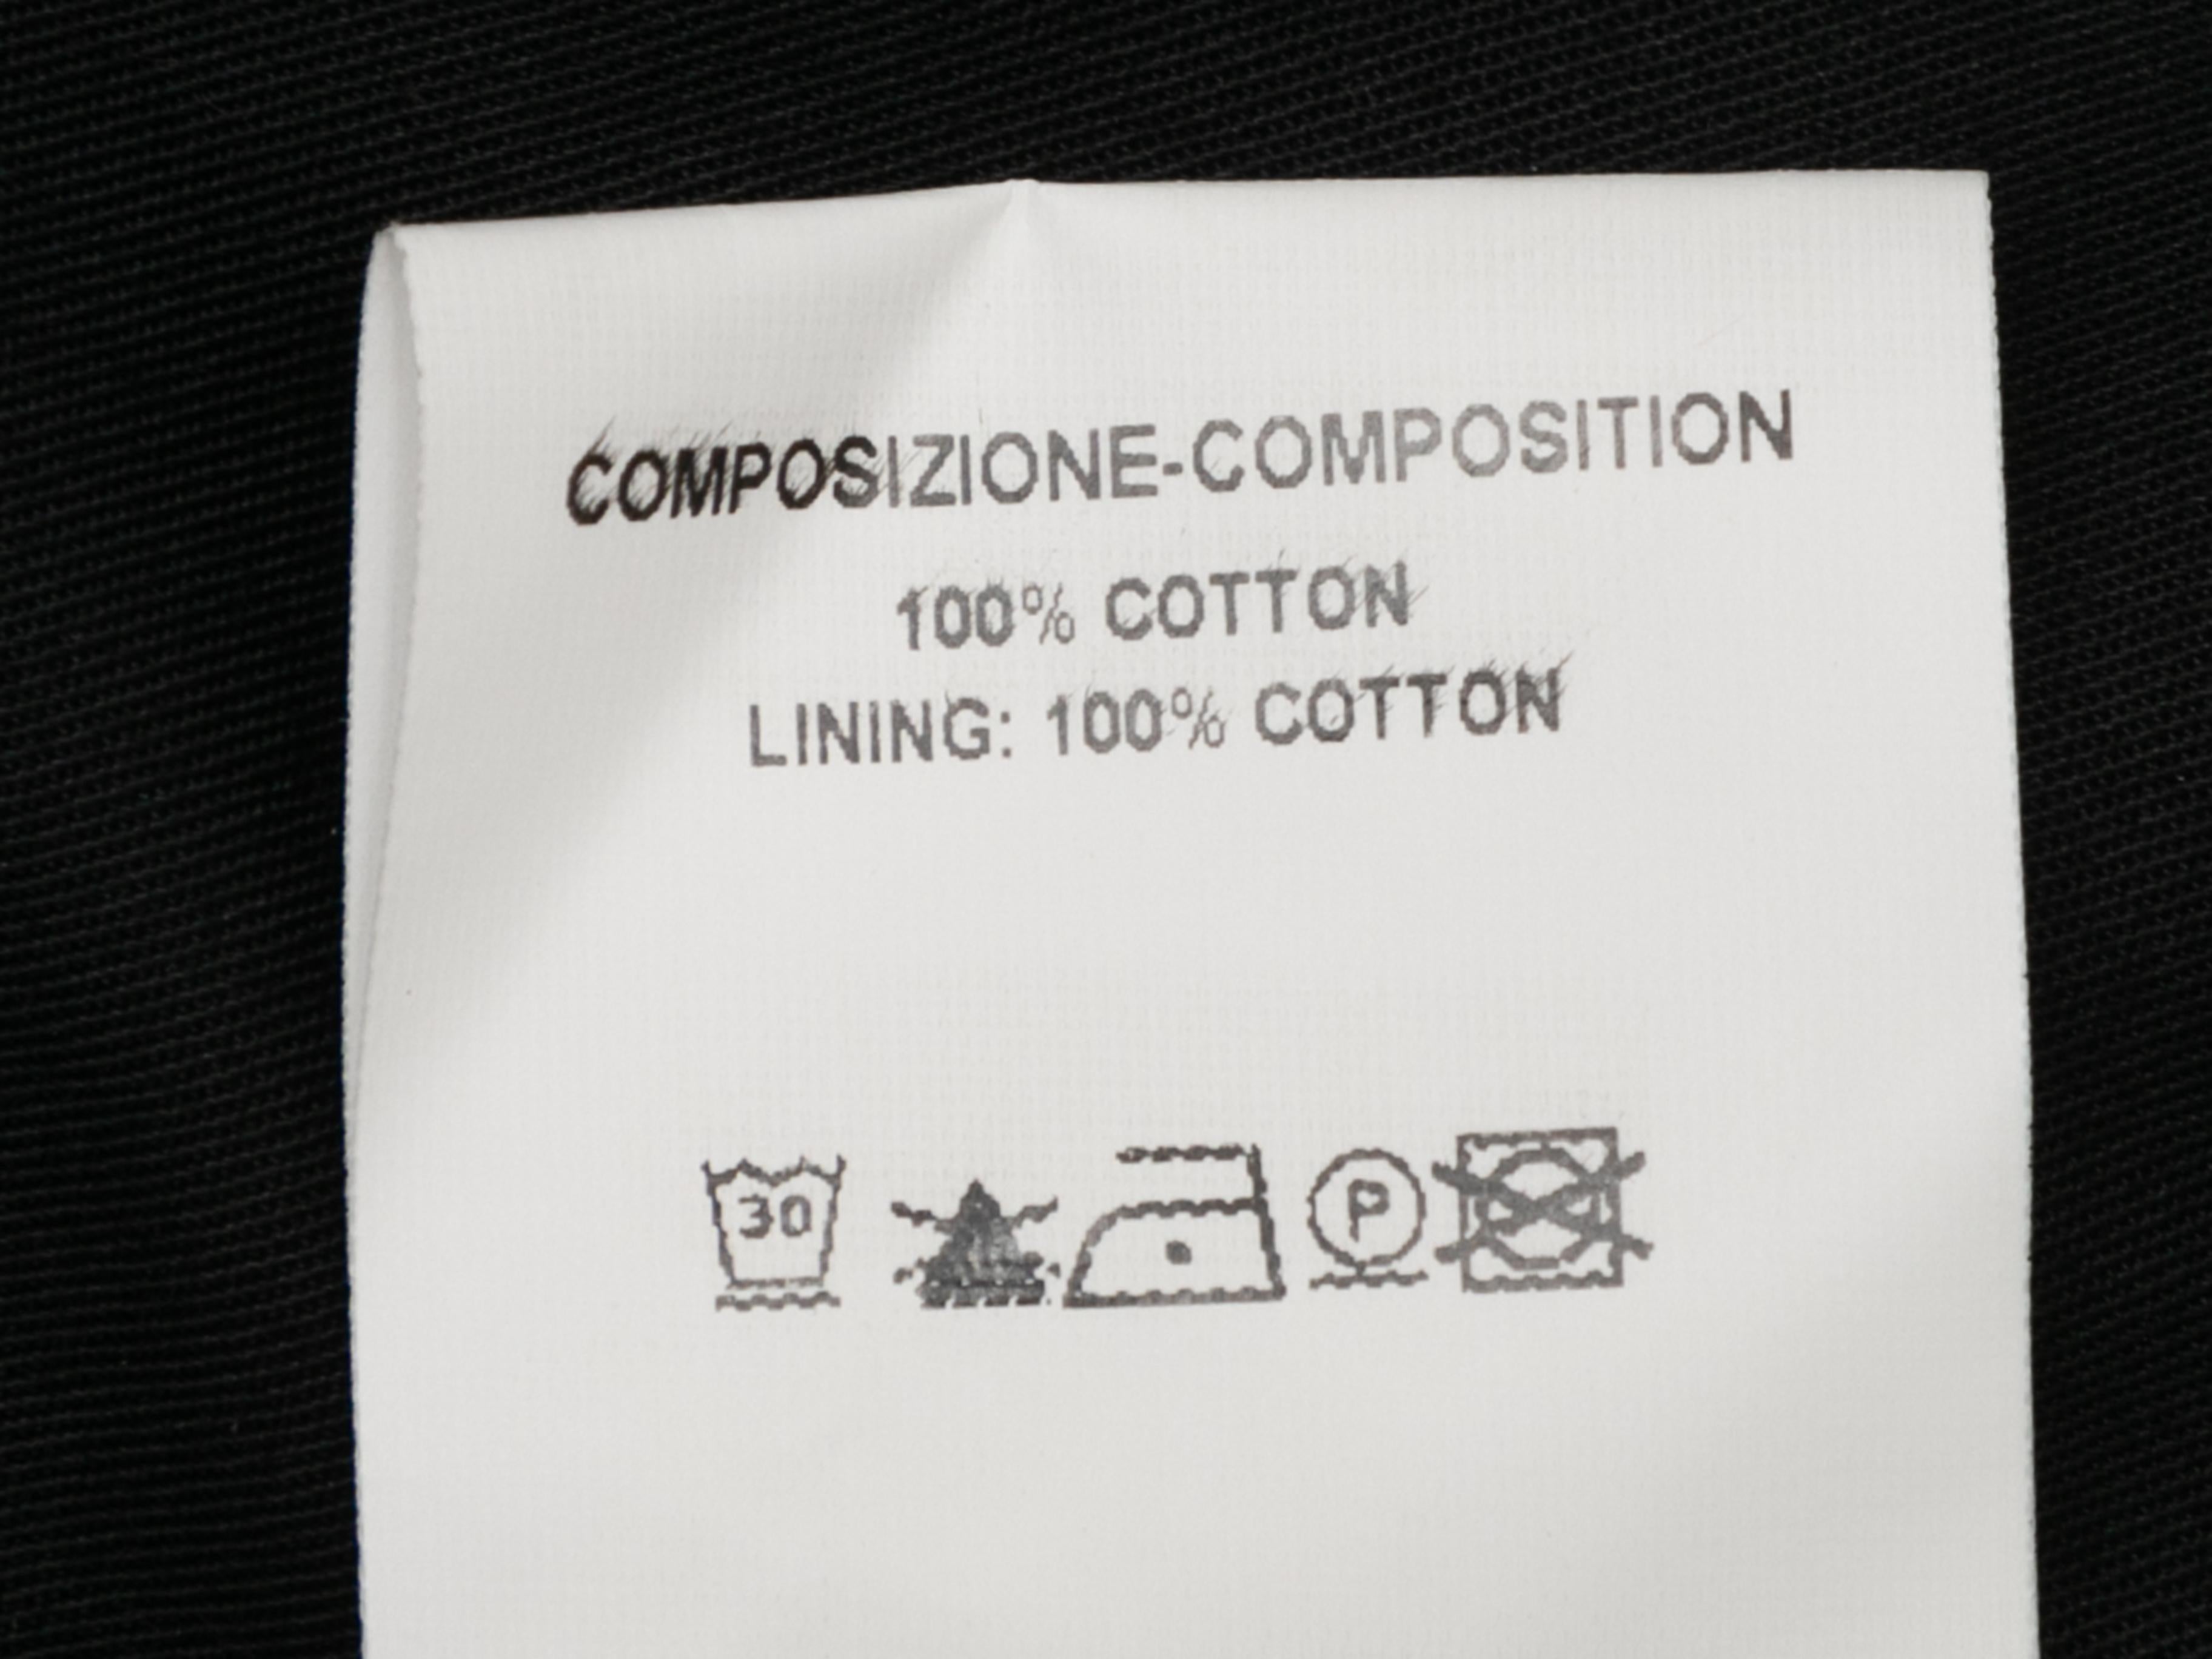 COMPOSIZIONE-COMPOSITION
100% COTTON
LINING: 100% COTTON
30 P